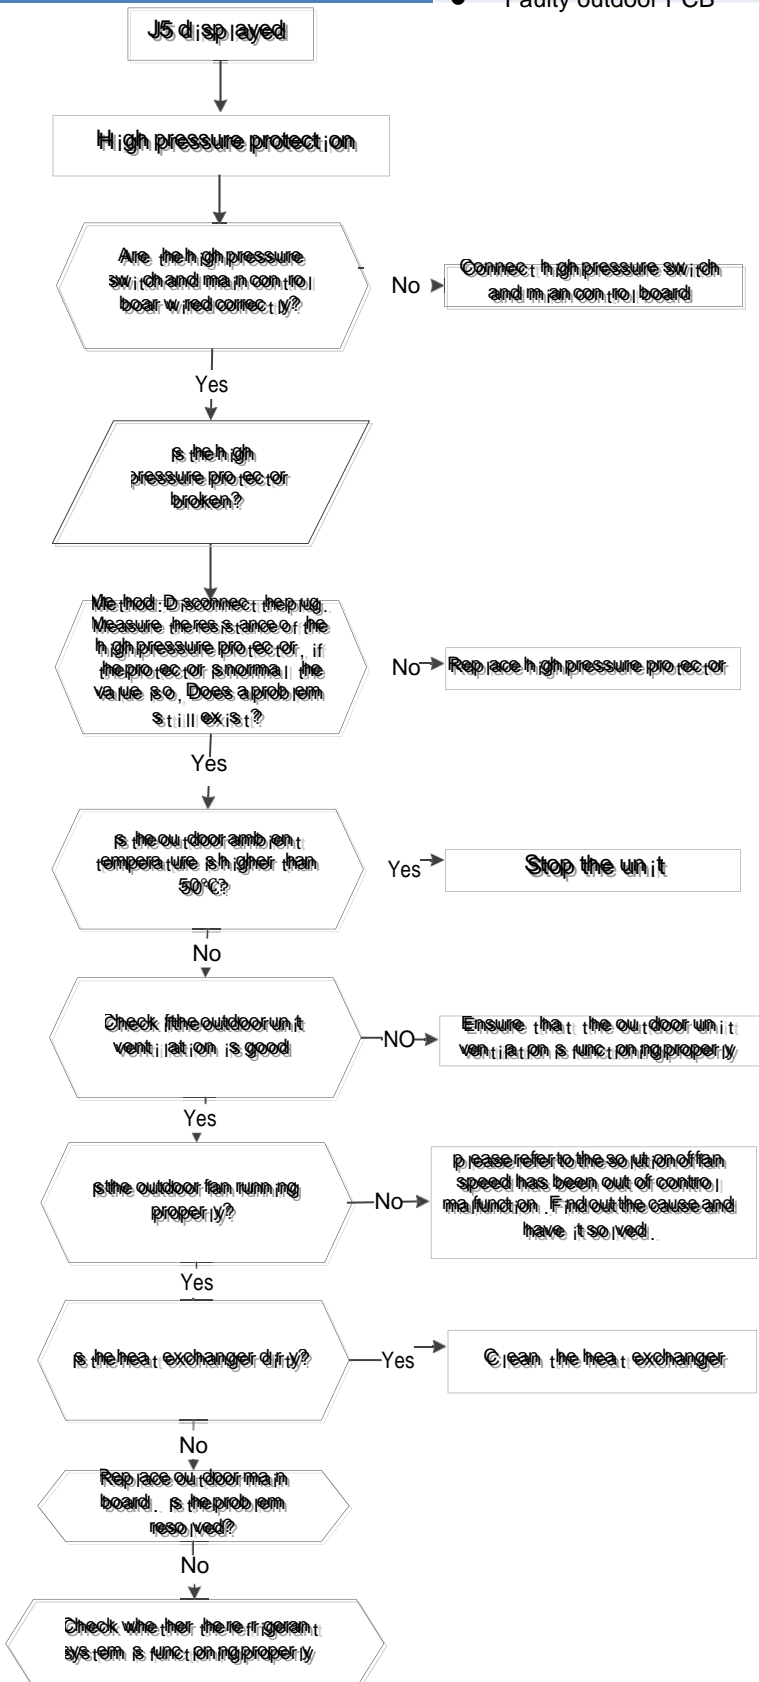 Faulty outdoor PCB
J5 displayed
High pressure protection
Are the high pressure
switch and main control
boar wired correctly?
No
Connect high pressure switch
and mian control board
Yes
Is the high
pressure protector
broken?
Method: Disconnect the plug.
Measure the resistance of the
high pressure protector, if
the protector is normal the
value is o, Does a problem
still exist?
No
Replace high pressure protector
Yes
Is the outdoor ambient
temperature is higher than
50℃?
Yes
Stop the unit
No
Check if the outdoor unit
ventilation is good
NO
Ensure that the outdoor unit
ventilation is functioning properly
Yes
Is the outdoor fan running
properly?
No
please refer to the solution of fan
speed has been out of control
malfunction. Find out the cause and
have it solved.
Yes
Is the heat exchanger dirty?
Yes
Clean the heat exchanger
No
Replace outdoor main
board. Is the problem
resolved?
No
Check whether the refrigerant
system is functioning properly